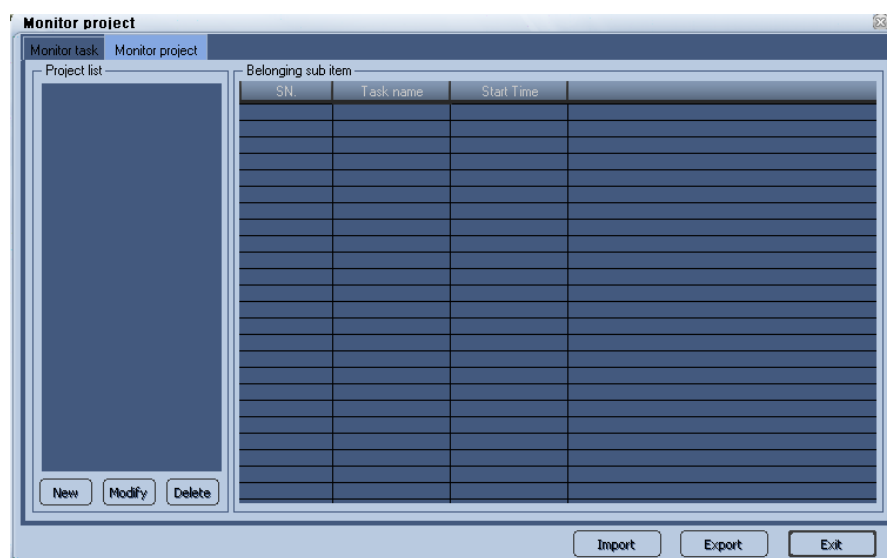 Monitor project
Monitor task Monitor project
Project list Belonging sub item
SN. Task name Start Time
New Modify Delete
Import Export Exit